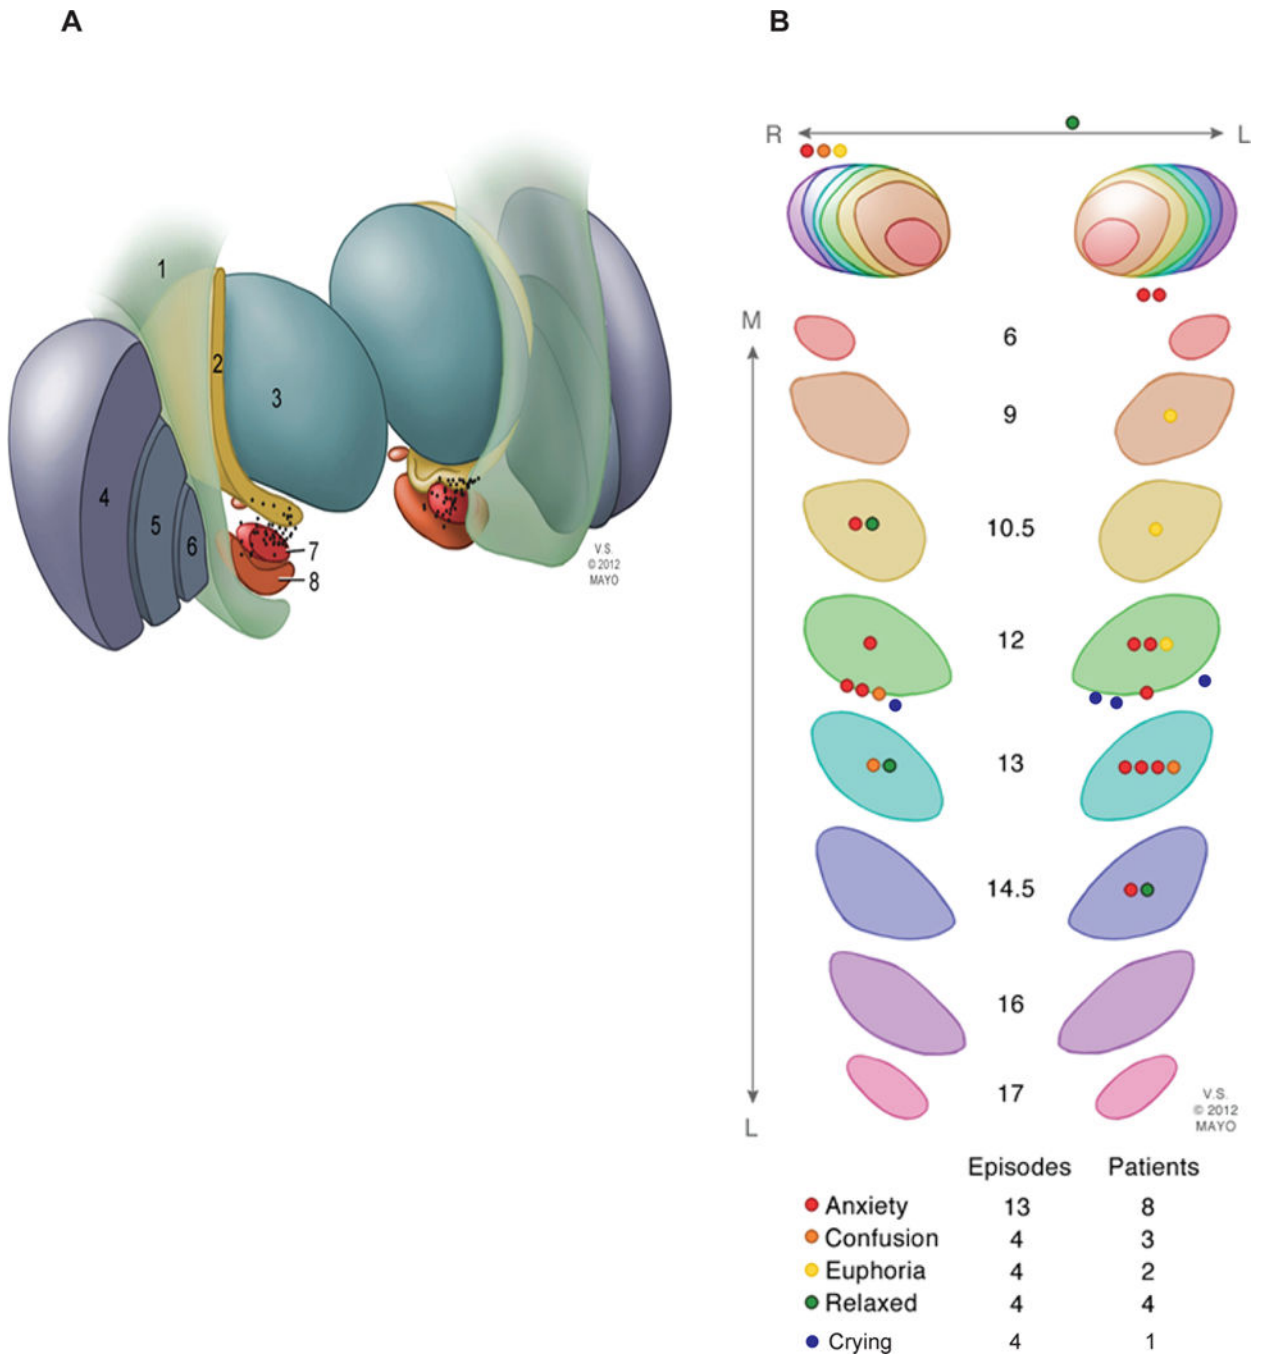 A
1
2
3
4
5
6
7
8
V.S.
© 2012
MAYO
B
R
L
M
6
9
10.5
12
13
14.5
16
17
L
V.S.
© 2012
MAYO
Episodes Patients
Anxiety 13 8
Confusion 4 3
Euphoria 4 2
Relaxed 4 4
Crying 4 1